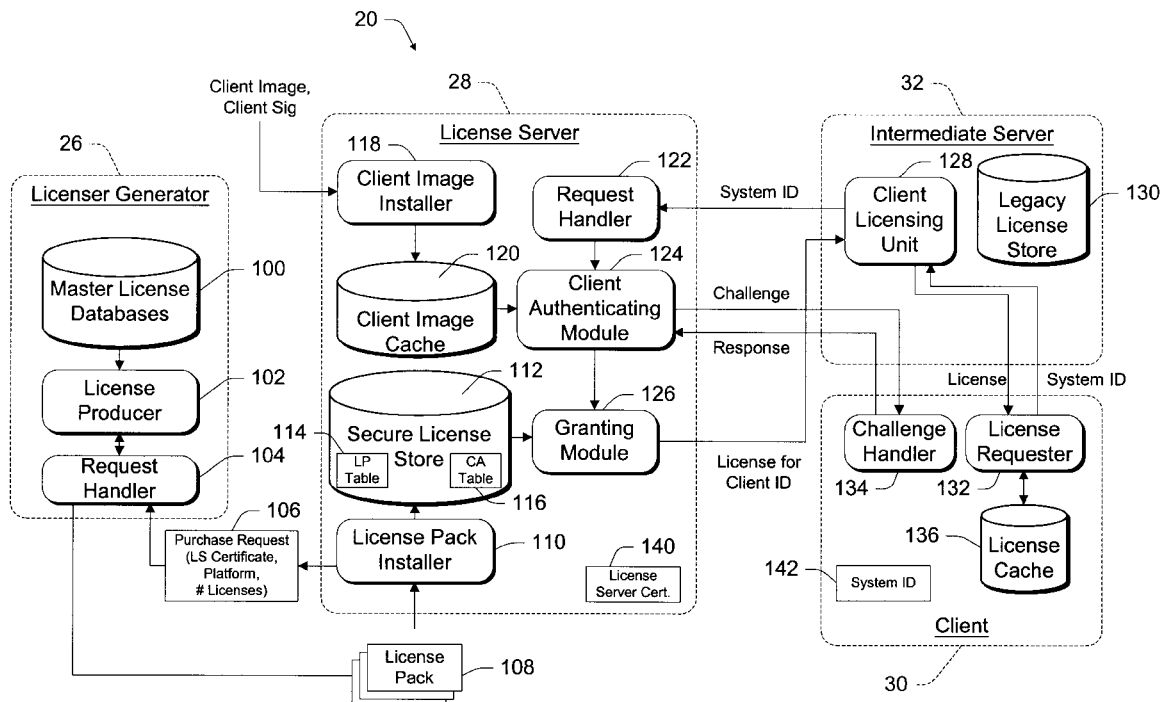 20
Client Image,
Client Sig
28
License Server
118
Client Image
Installer
122
Request
Handler
System ID
120
Client Image
Cache
124
Client
Authenticating
Module
Challenge
Response
112
Secure License
Store
114
LP
Table
CA
Table
116
126
Granting
Module
License for
Client ID
License Pack
Installer
110
140
License
Server Cert.
26
Licenser Generator
Master License
Databases
100
License
Producer
102
Request
Handler
104
106
Purchase Request
(LS Certificate,
Platform,
# Licenses)
License
Pack
108
32
Intermediate Server
128
Client
Licensing
Unit
Legacy
License
Store
130
License
System ID
Challenge
Handler
134
License
Requester
132
136
License
Cache
142
System ID
Client
30